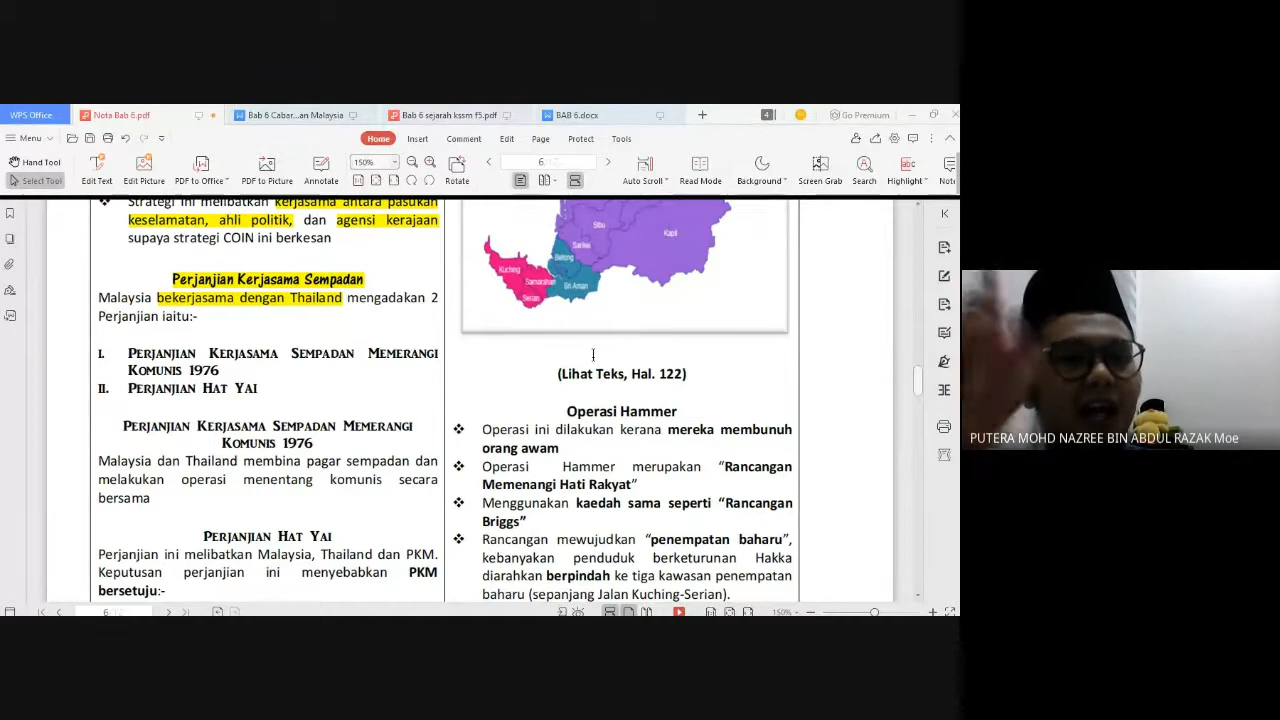 WPS Office
Nota Bab 6.pdf
Bab 6 Cabar...an Malaysia
Bab 6 sejarah kssm f5.pdf
BAB 6.docx
4
Go Premium
Menu
Home
Insert
Comment
Edit
Page
Protect
Tools
Hand Tool
Select Tool
Edit Text
Edit Picture
PDF to Office
PDF to Picture
Annotate
150%
Rotate
Auto Scroll
Read Mode
Background
Screen Grab
Search
Highlight
Strategi ini melibatkan kerjasama antara pasukan
keselamatan, ahli politik, dan agensi kerajaan
supaya strategi COIN ini berkesan
Perjanjian Kerjasama Sempadan
Malaysia bekerjasama dengan Thailand mengadakan 2
Perjanjian iaitu:-
I. PERJANJIAN KERJASAMA SEMPADAN MEMERANGI
KOMUNIS 1976
II. PERJANJIAN HAT YAI
PERJANJIAN KERJASAMA SEMPADAN MEMERANGI
KOMUNIS 1976
Malaysia dan Thailand membina pagar sempadan dan
melakukan operasi menentang komunis secara
bersama
PERJANJIAN HAT YAI
Perjanjian ini melibatkan Malaysia, Thailand dan PKM.
Keputusan perjanjian ini menyebabkan PKM
bersetuju:-
Sibu
Kapit
Sarikei
Betong
Kuching
Samarahan
Sri Aman
Serian
(Lihat Teks, Hal. 122)
Operasi Hammer
Operasi ini dilakukan kerana mereka membunuh
orang awam
Operasi Hammer merupakan “Rancangan
Memenangi Hati Rakyat”
Menggunakan kaedah sama seperti “Rancangan
Briggs”
Rancangan mewujudkan “penempatan baharu”,
kebanyakan penduduk berketurunan Hakka
diarahkan berpindah ke tiga kawasan penempatan
baharu (sepanjang Jalan Kuching-Serian).
150%
PUTERA MOHD NAZREE BIN ABDUL RAZAK Moe